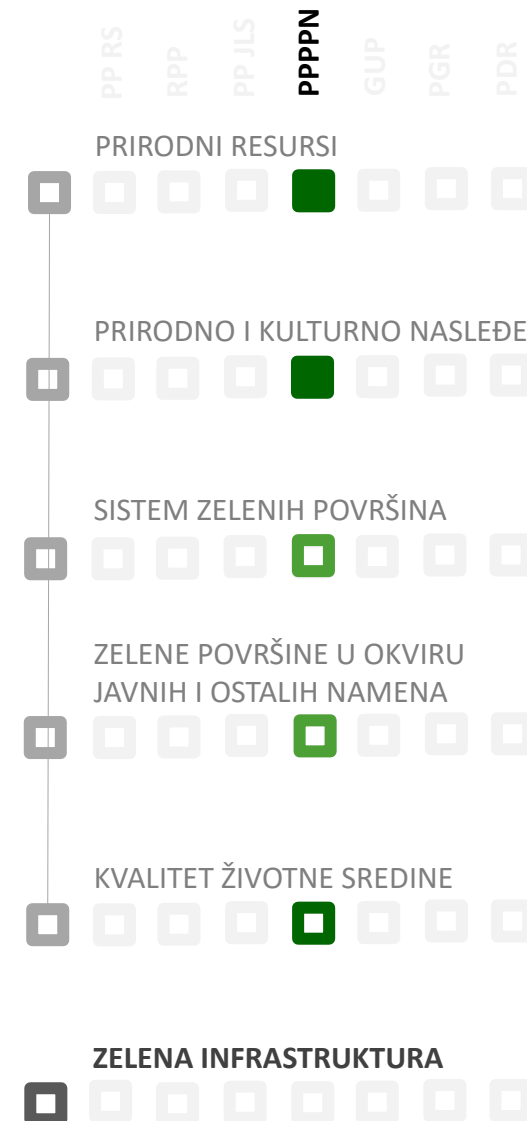 PP RS
RPP
PP JLS
PPPPN
GUP
PGR
PDR
PRIRODNI RESURSI
PRIRODNO I KULTURNO NASLEĐE
SISTEM ZELENIH POVRŠINA
ZELENE POVRŠINE U OKVIRU
JAVNIH I OSTALIH NAMENA
KVALITET ŽIVOTNE SREDINE
ZELENA INFRASTRUKTURA